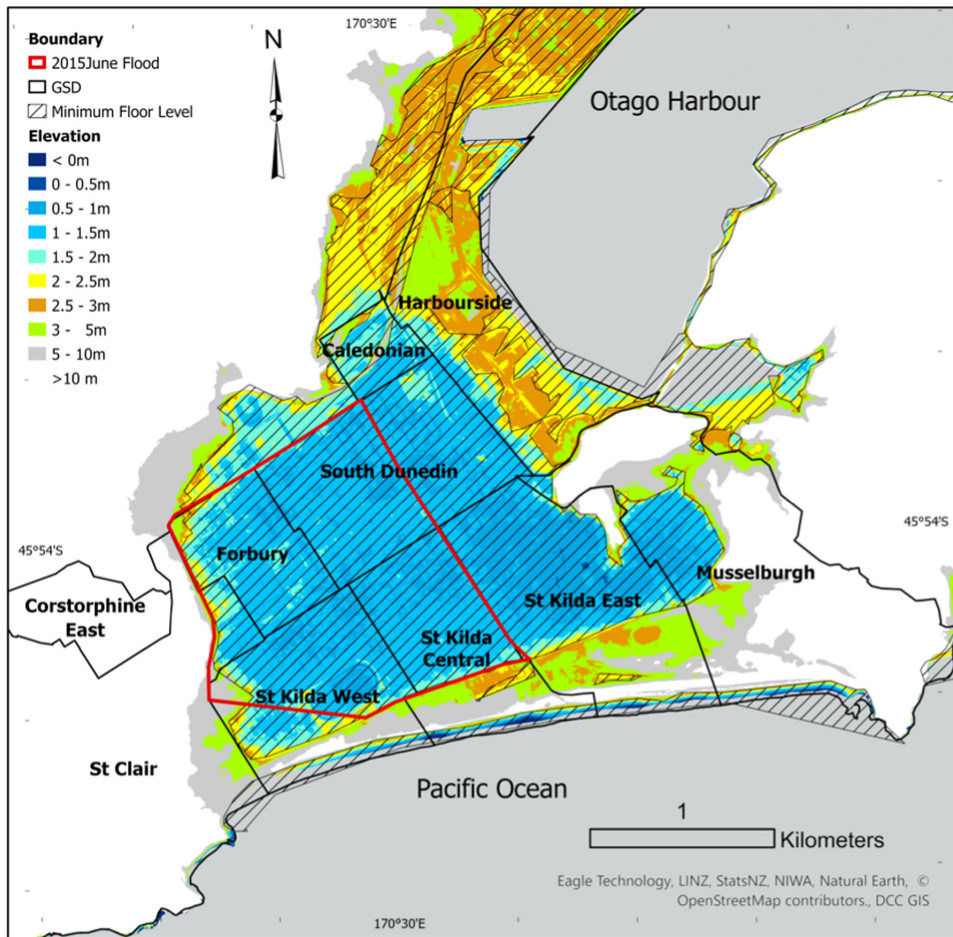 170°30'E
Boundary
2015June Flood
GSD
Minimum Floor Level
Elevation
< 0m
0 - 0.5m
0.5 - 1m
1 - 1.5m
1.5 - 2m
2 - 2.5m
2.5 - 3m
3 - 5m
5 - 10m
>10 m
N
Otago Harbour
Harbourside
Caledonian
South Dunedin
45°54'S
45°54'S
Forbury
Musselburgh
Corstorphine
East
St Kilda East
St Kilda
Central
St Kilda West
St Clair
Pacific Ocean
1
Kilometers
Eagle Technology, LINZ, StatsNZ, NIWA, Natural Earth, ©
OpenStreetMap contributors., DCC GIS
170°30'E